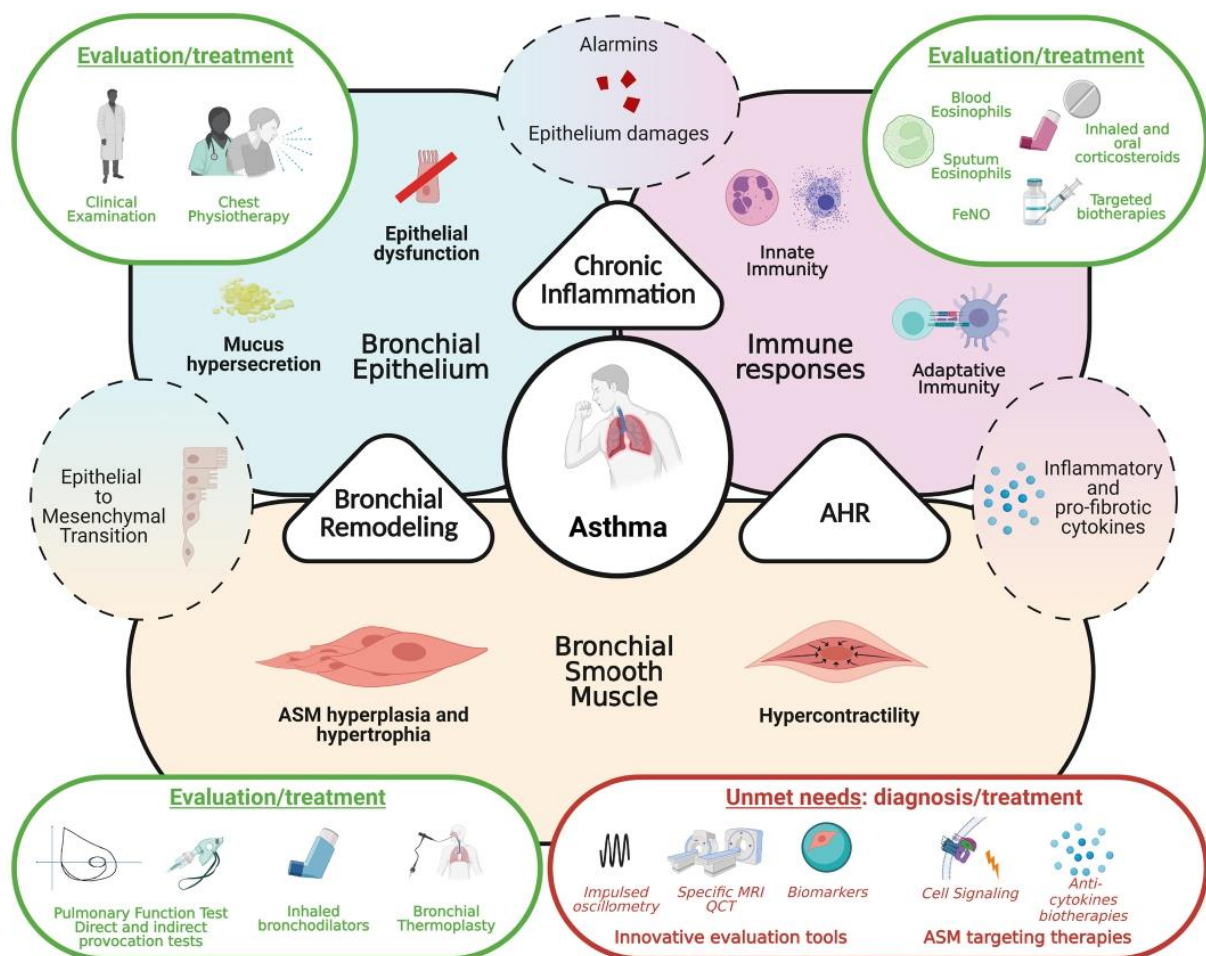 Evaluation/treatment
Clinical
Examination
Chest
Physiotherapy
Alarmins
Epithelium damages
Evaluation/treatment
Blood
Eosinophils
Sputum
Eosinophils
FeNO
Inhaled and
oral
corticosteroids
Targeted
biotherapies
Epithelial
dysfunction
Mucus
hypersecretion
Bronchial
Epithelium
Chronic
Inflammation
Innate
Immunity
Immune
responses
Adaptative
Immunity
Epithelial
to
Mesenchymal
Transition
Bronchial
Remodeling
Asthma
AHR
Inflammatory
and
pro-fibrotic
cytokines
Bronchial
Smooth
Muscle
ASM hyperplasia and
hypertrophia
Hypercontractility
Evaluation/treatment
Pulmonary Function Test
Direct and indirect
provocation tests
Inhaled
bronchodilators
Bronchial
Thermoplasty
Unmet needs: diagnosis/treatment
Impulsed
oscillometry
Specific MRI
QCT
Biomarkers
Innovative evaluation tools
Cell Signaling
Anti-
cytokines
biotherapies
ASM targeting therapies